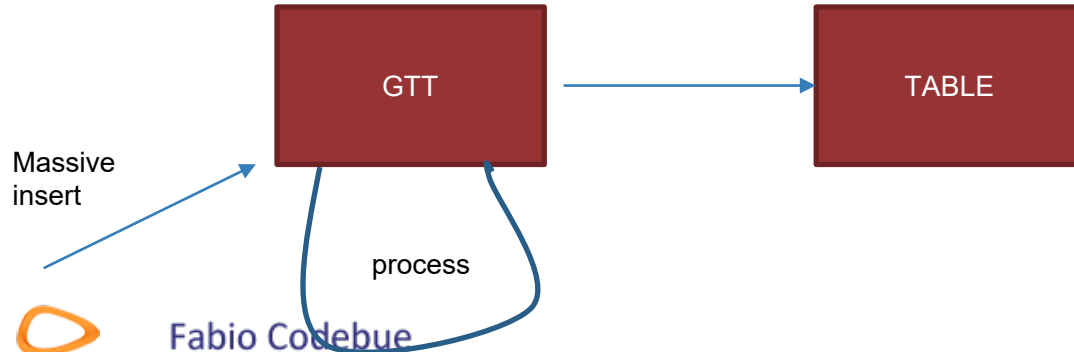 GTT
TABLE
Massive
insert
process
Fabio Codebue